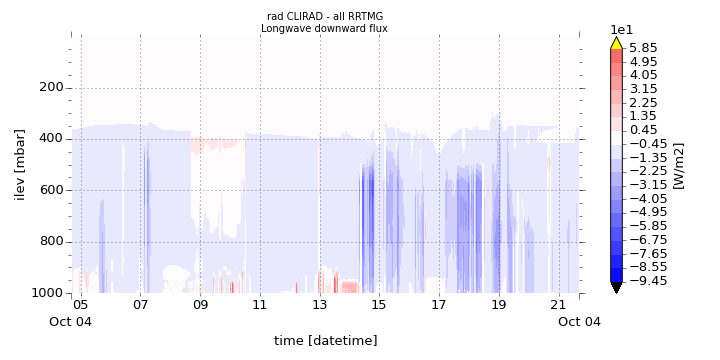 rad CLIRAD - all RRTMG
Longwave downward flux
1e1
5.85
4.95
4.05
3.15
2.25
1.35
0.45
−0.45
−1.35
−2.25
−3.15
−4.05
−4.95
−5.85
−6.75
−7.65
−8.55
−9.45
[W/m2]
ilev [mbar]
200
400
600
800
1000
05 07 09 11 13 15 17 19 21
Oct 04 Oct 04
time [datetime]